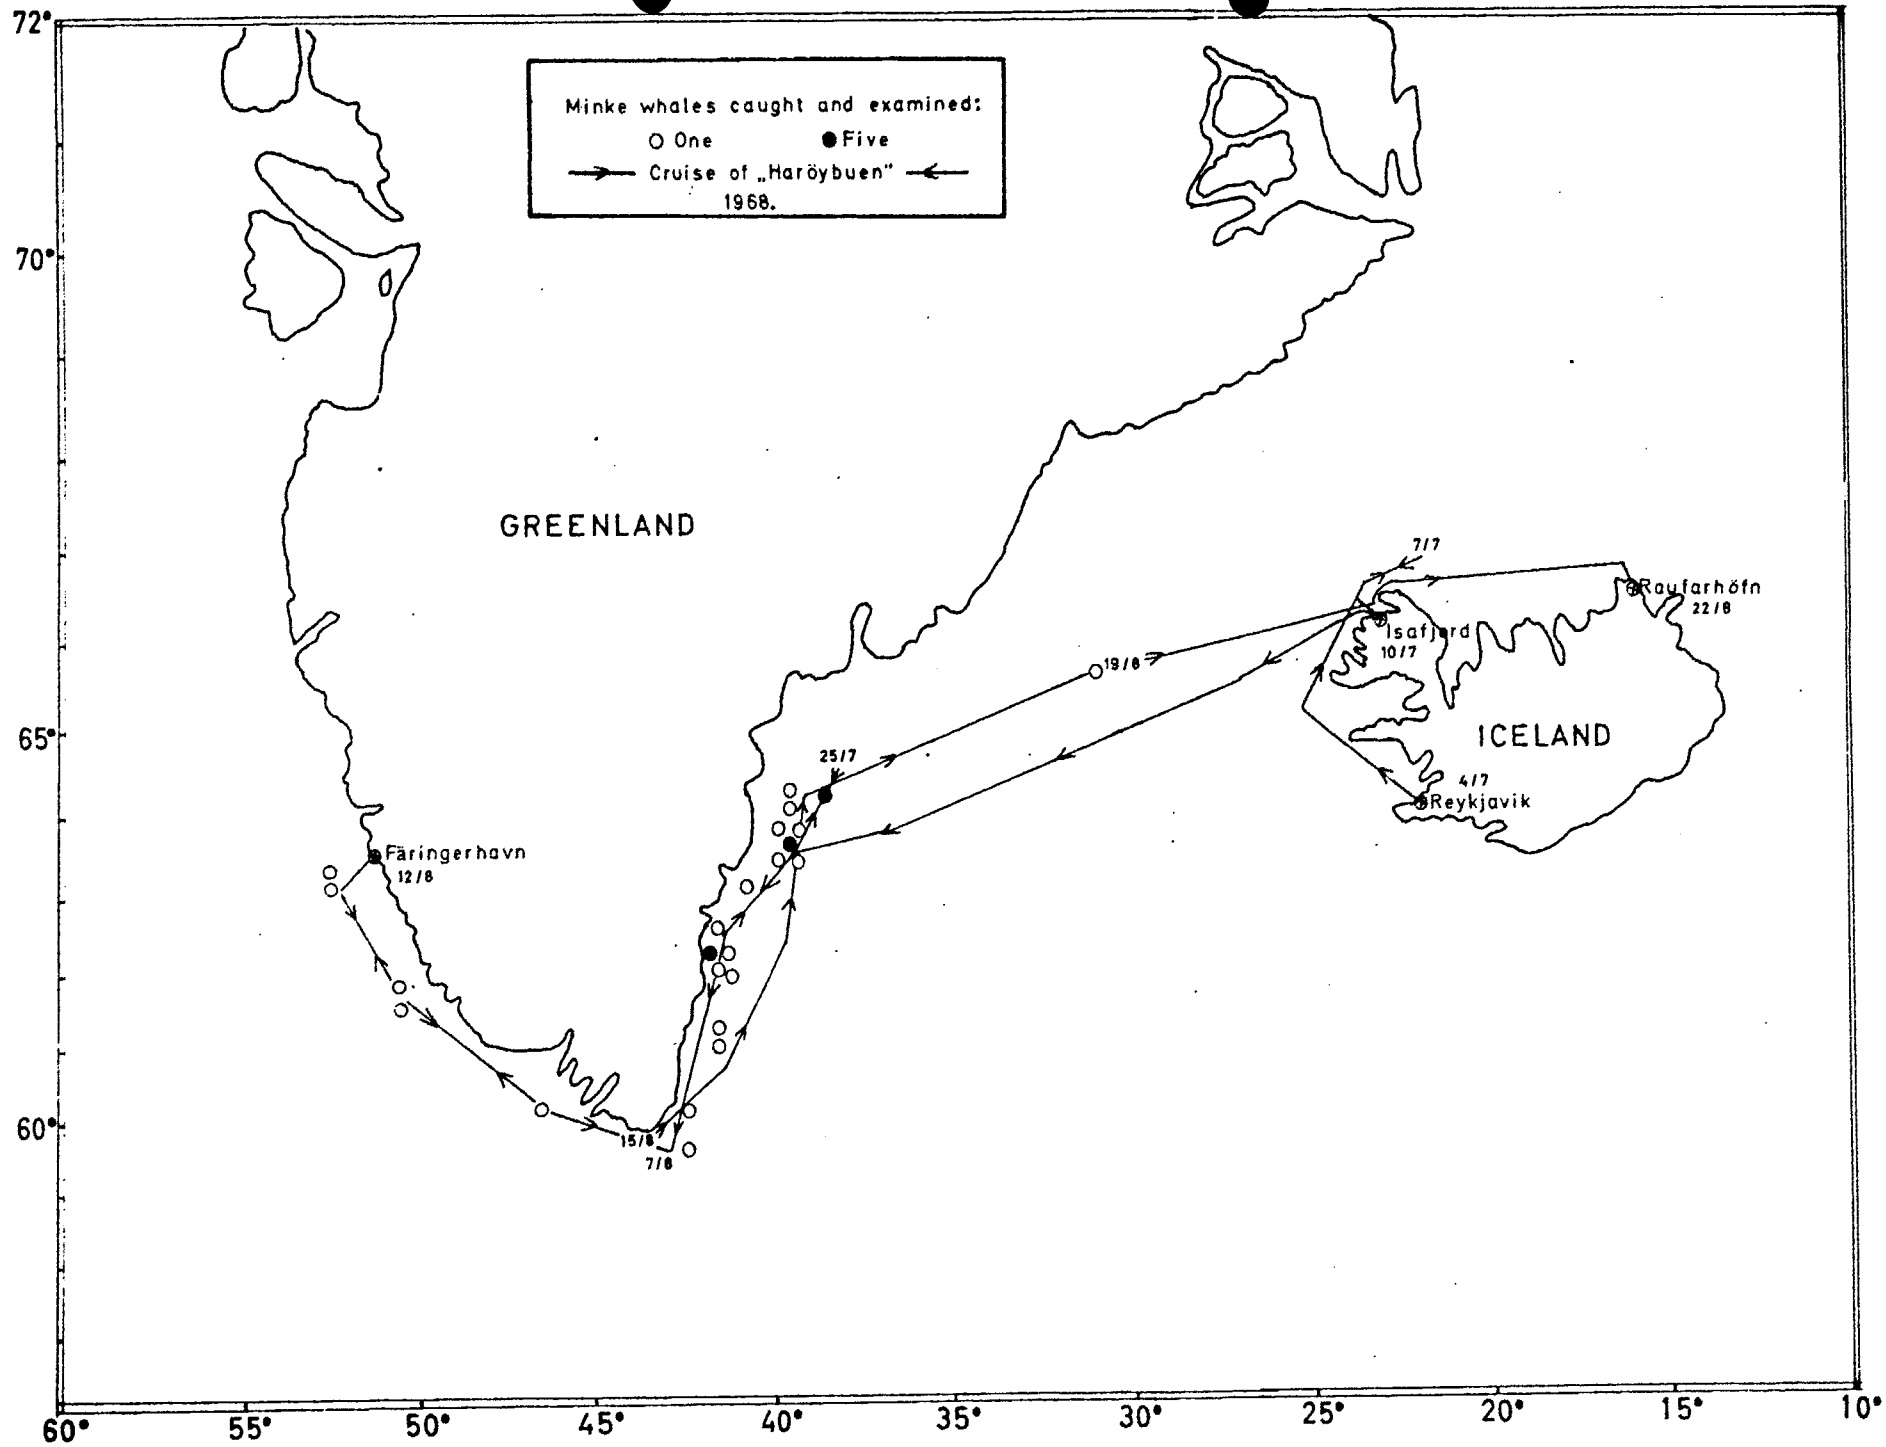 72°
Minke whales caught and examined:
One Five
Cruise of „Haröybuen"
1968.
70°
GREENLAND
7/7
Raufarhöfn
22/8
Isafjord
10/7
19/8
65°
ICELAND
25/7
4/7
Reykjavik
Färingerhavn
12/8
60°
15/8
7/8
60° 55° 50° 45° 40° 35° 30° 25° 20° 15° 10°